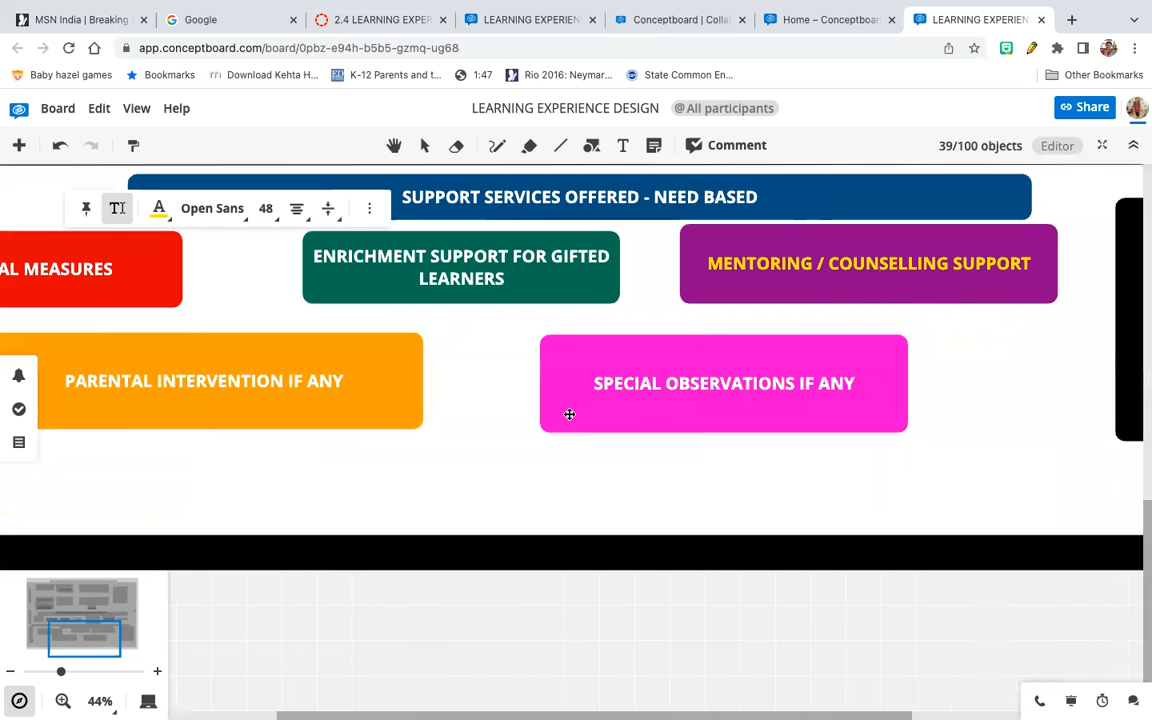 MSN India | Breaking
Google
2.4 LEARNING EXPER
LEARNING EXPERIEN
Conceptboard | Colla
Home – Conceptboar
LEARNING EXPERIEN
app.conceptboard.com/board/0pbz-e94h-b5b5-gzmq-ug68
Baby hazel games
Bookmarks
Download Kehta H...
K-12 Parents and t...
1:47
Rio 2016: Neymar...
State Common En...
Other Bookmarks
Board
Edit
View
Help
LEARNING EXPERIENCE DESIGN
@All participants
Share
Comment
39/100 objects
Editor
SUPPORT SERVICES OFFERED - NEED BASED
Open Sans
48
AL MEASURES
ENRICHMENT SUPPORT FOR GIFTED
LEARNERS
MENTORING / COUNSELLING SUPPORT
PARENTAL INTERVENTION IF ANY
SPECIAL OBSERVATIONS IF ANY
44%